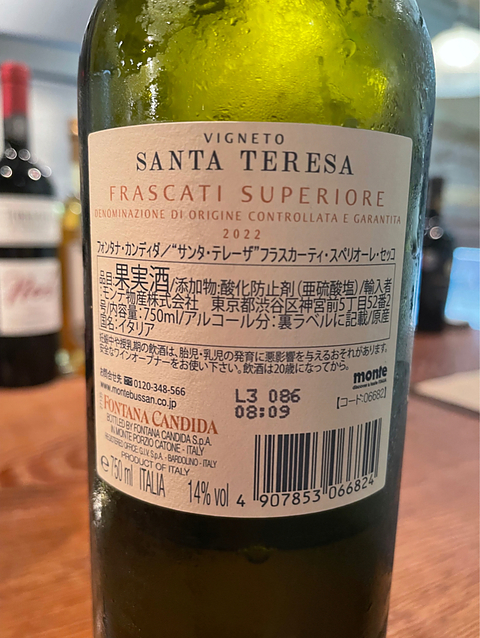 VIGNETO
SANTA TERESA
FRASCATI SUPERIORE
DENOMINAZIONE DI ORIGINE CONTROLLATA E GARANTITA
2022
フォンタナ・カンディダ/“サンタ・テレーザ”フラスカーティ・スペリオーレ・セッコ
品目:果実酒/添加物:酸化防止剤(亜硫酸塩)/輸入者
:モンテ物産株式会社 東京都渋谷区神宮前5丁目52番2
号/内容量:750ml/アルコール分:裏ラベルに記載/原産
国名:イタリア
妊娠中や授乳期の飲酒は、胎児・乳児の発育に悪影響を与えるおそれがあります。
安全なワインオープナーをお使い下さい。飲酒は20歳になってから。
お問合せ先 0120-348-566
www.montebussan.co.jp
monte
【コード:06682】
L3 086
08:09
FONTANA CANDIDA
BOTTLED BY FONTANA CANDIDA S.p.A.
IN MONTE PORZIO CATONE - ITALY
REGISTERED OFFICE: G.I.V. S.p.A. - BARDOLINO - ITALY
PRODUCT OF ITALY
e 750 ml ITALIA 14% vol
4 907853 066824